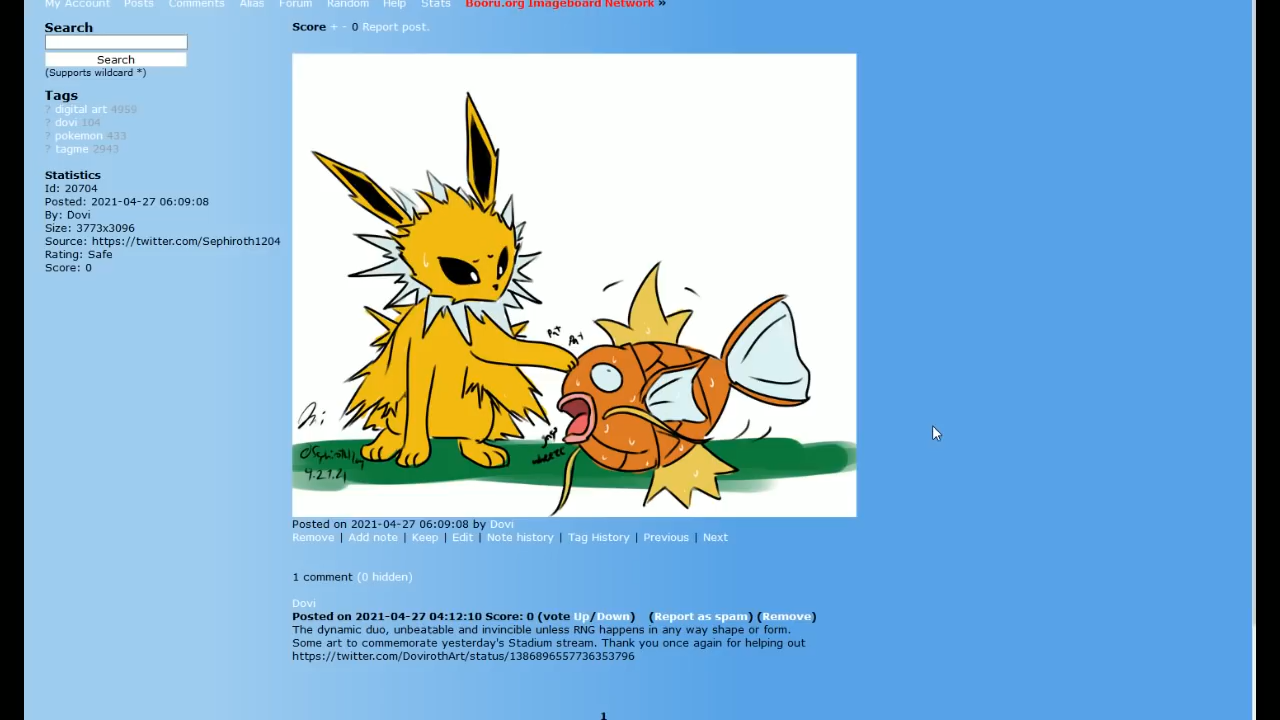 My Account Posts Comments Alias Forum Random Help Stats Booru.org Imageboard Network »
Search
Search
(Supports wildcard *)
Tags
? digital art 4959
? dovi 104
? pokemon 433
? tagme 2943
Statistics
Id: 20704
Posted: 2021-04-27 06:09:08
By: Dovi
Size: 3773x3096
Source: https://twitter.com/Sephiroth1204
Rating: Safe
Score: 0
Score + - 0 Report post.
Pat
Pat
Posted on 2021-04-27 06:09:08 by Dovi
Remove | Add note | Keep | Edit | Note history | Tag History | Previous | Next
1 comment (0 hidden)
Dovi
Posted on 2021-04-27 04:12:10 Score: 0 (vote Up/Down) (Report as spam) (Remove)
The dynamic duo, unbeatable and invincible unless RNG happens in any way shape or form.
Some art to commemorate yesterday's Stadium stream. Thank you once again for helping out
https://twitter.com/DovirothArt/status/1386896557736353796
1